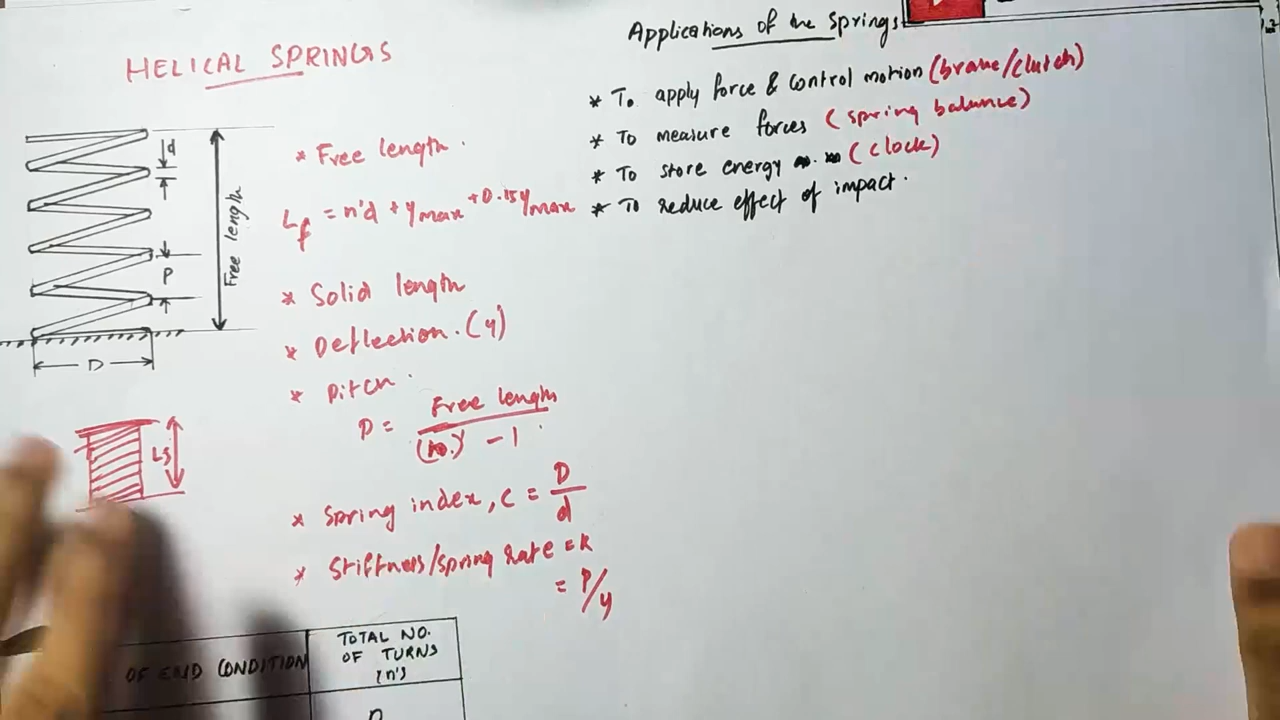 HELICAL SPRINGS
d
P
Free length
D
Ls
* Free length.
Lf = n'd + ymax + 0.15ymax
* Solid length
* Deflection. (y)
* Pitch.
P = Free length
(n') - 1
* Spring index, C = D/d
* Stiffness/spring rate = k
= P/y
OF END CONDITION
TOTAL NO.
OF TURNS
(n')
n
Applications of the springs
* To apply force & control motion (brake/clutch)
* To measure forces (spring balance)
* To store energy (clock)
* To reduce effect of impact.